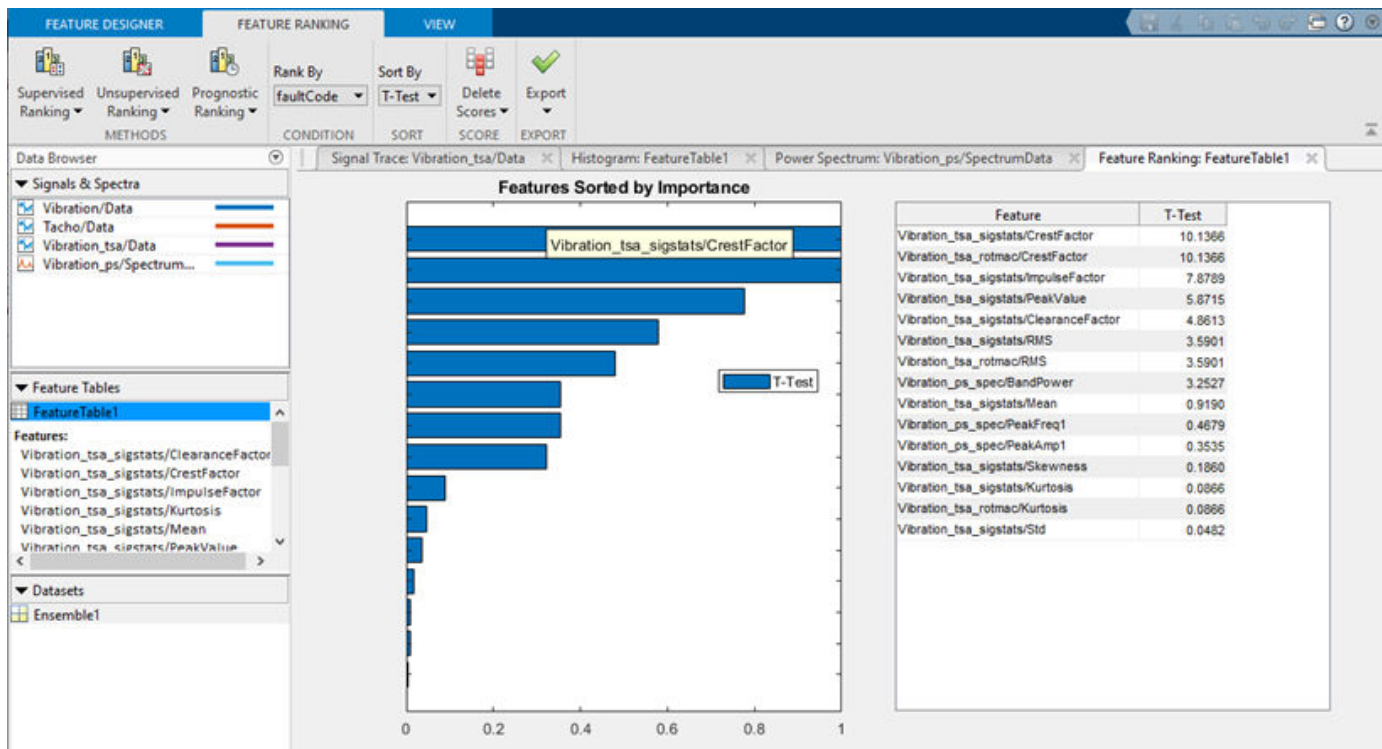 FEATURE DESIGNER FEATURE RANKING VIEW
Supervised Ranking
Unsupervised Ranking
Prognostic Ranking
METHODS
Rank By
faultCode
CONDITION
Sort By
T-Test
SORT
Delete Scores
SCORE
Export
EXPORT
Data Browser
Signals & Spectra
Vibration/Data
Tacho/Data
Vibration_tsa/Data
Vibration_ps/Spectrum...
Feature Tables
FeatureTable1
Features:
Vibration_tsa_sigstats/ClearanceFactor
Vibration_tsa_sigstats/CrestFactor
Vibration_tsa_sigstats/ImpulseFactor
Vibration_tsa_sigstats/Kurtosis
Vibration_tsa_sigstats/Mean
Vibration_tsa_sigstats/PeakValue
Datasets
Ensemble1
Signal Trace: Vibration_tsa/Data Histogram: FeatureTable1 Power Spectrum: Vibration_ps/SpectrumData Feature Ranking: FeatureTable1
Features Sorted by Importance
Vibration_tsa_sigstats/CrestFactor
T-Test
0 0.2 0.4 0.6 0.8 1
Feature T-Test
Vibration_tsa_sigstats/CrestFactor 10.1366
Vibration_tsa_rotmac/CrestFactor 10.1366
Vibration_tsa_sigstats/ImpulseFactor 7.8789
Vibration_tsa_sigstats/PeakValue 5.8715
Vibration_tsa_sigstats/ClearanceFactor 4.8613
Vibration_tsa_sigstats/RMS 3.5901
Vibration_tsa_rotmac/RMS 3.5901
Vibration_ps_spec/BandPower 3.2527
Vibration_tsa_sigstats/Mean 0.9190
Vibration_ps_spec/PeakFreq1 0.4679
Vibration_ps_spec/PeakAmp1 0.3535
Vibration_tsa_sigstats/Skewness 0.1860
Vibration_tsa_sigstats/Kurtosis 0.0866
Vibration_tsa_rotmac/Kurtosis 0.0866
Vibration_tsa_sigstats/Std 0.0482